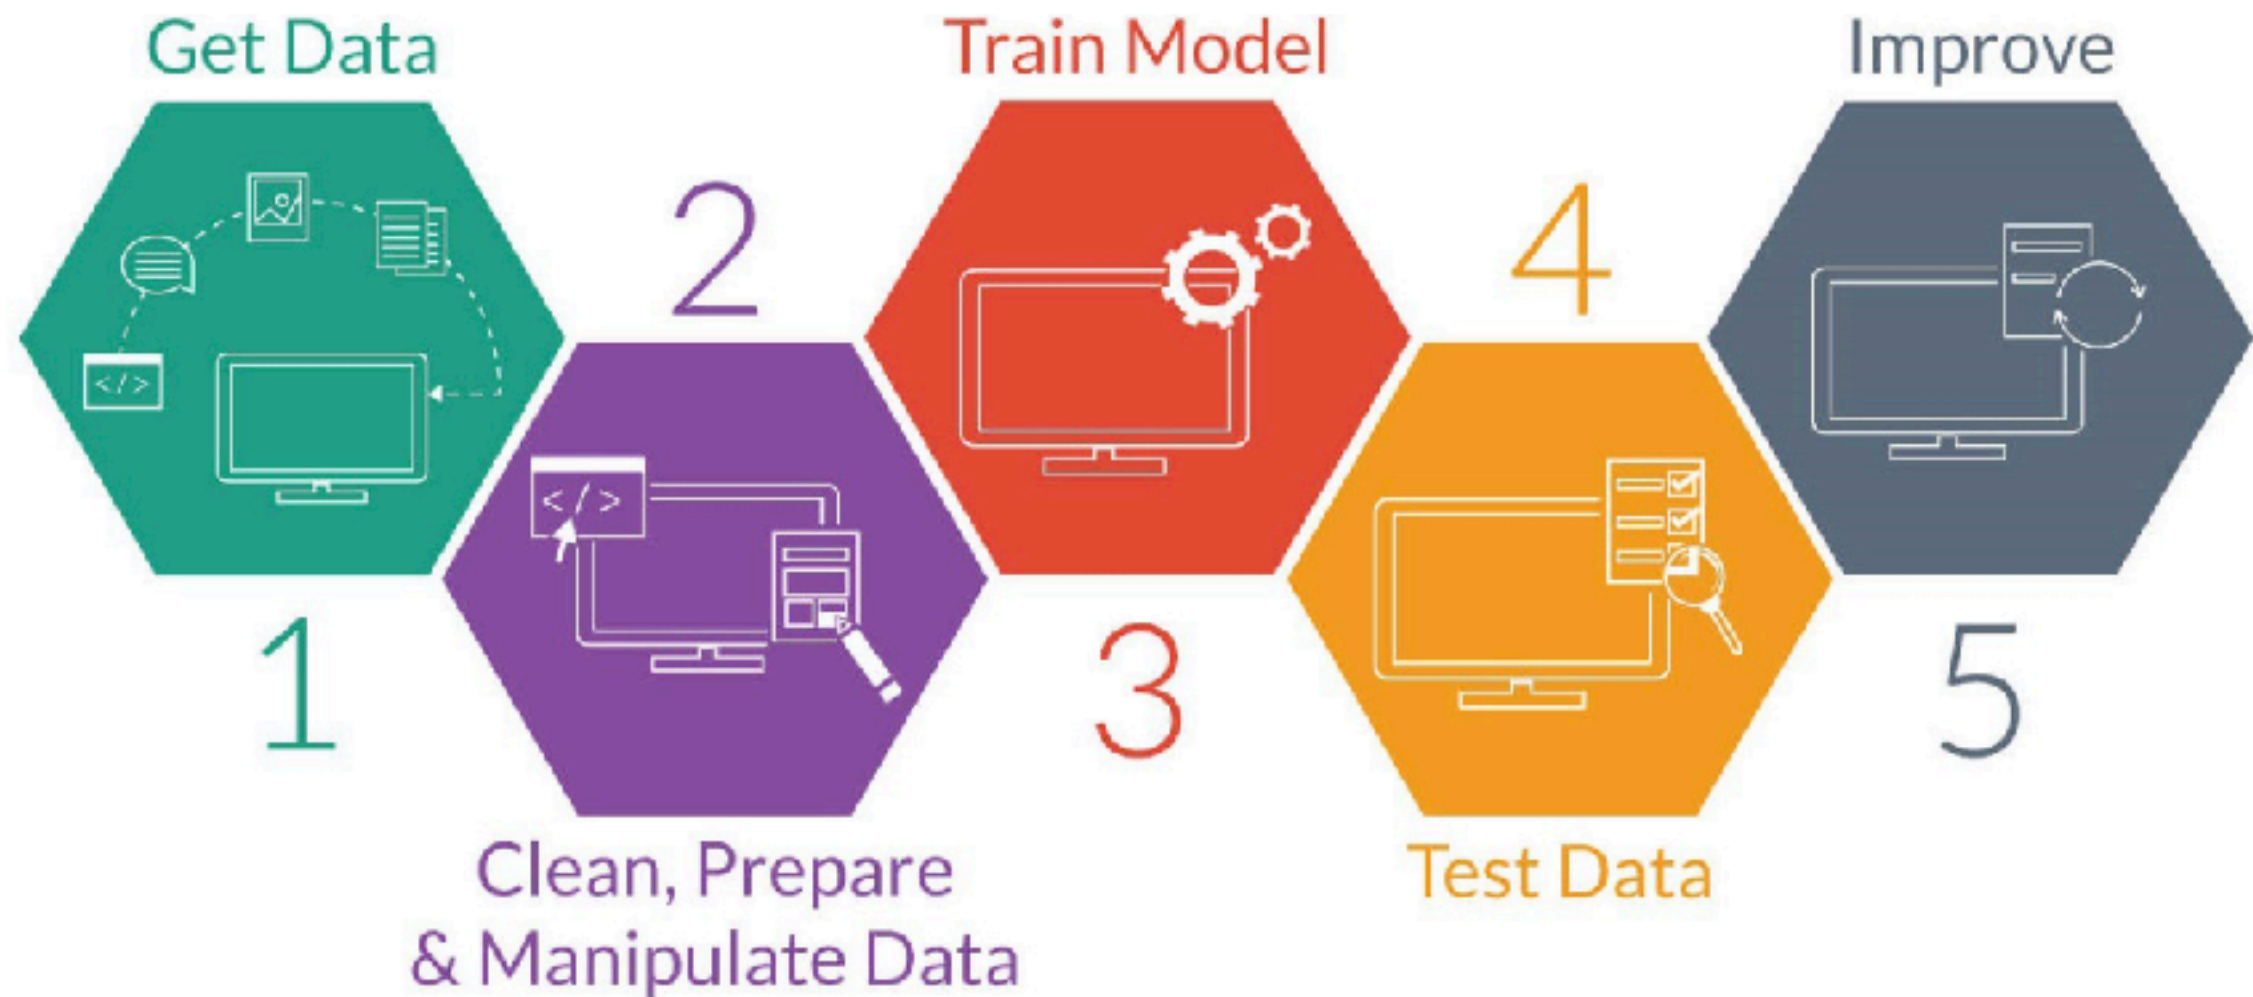 Get Data
1
2
Clean, Prepare
& Manipulate Data
Train Model
3
4
Test Data
Improve
5
</>
</>